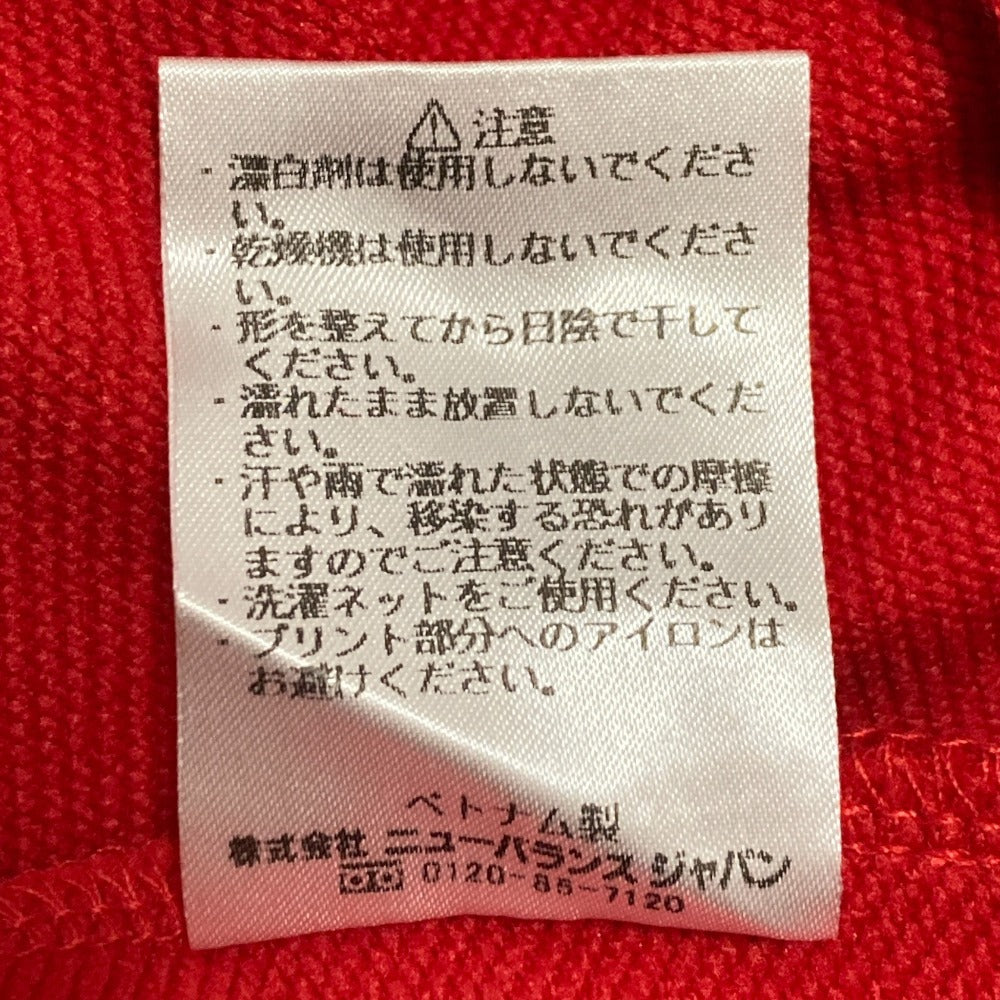 ⚠注意
・漂白剤は使用しないでくださ
い。
・乾燥機は使用しないでくださ
い。
・形を整えてから日陰で干して
ください。
・濡れたまま放置しないでくだ
さい。
・汗や雨で濡れた状態での摩擦
により、移染する恐れがあり
ますのでご注意ください。
・洗濯ネットをご使用ください。
・プリント部分へのアイロンは
お避けください。
ベトナム製
株式会社 ニューバランス ジャパン
0120-85-7120